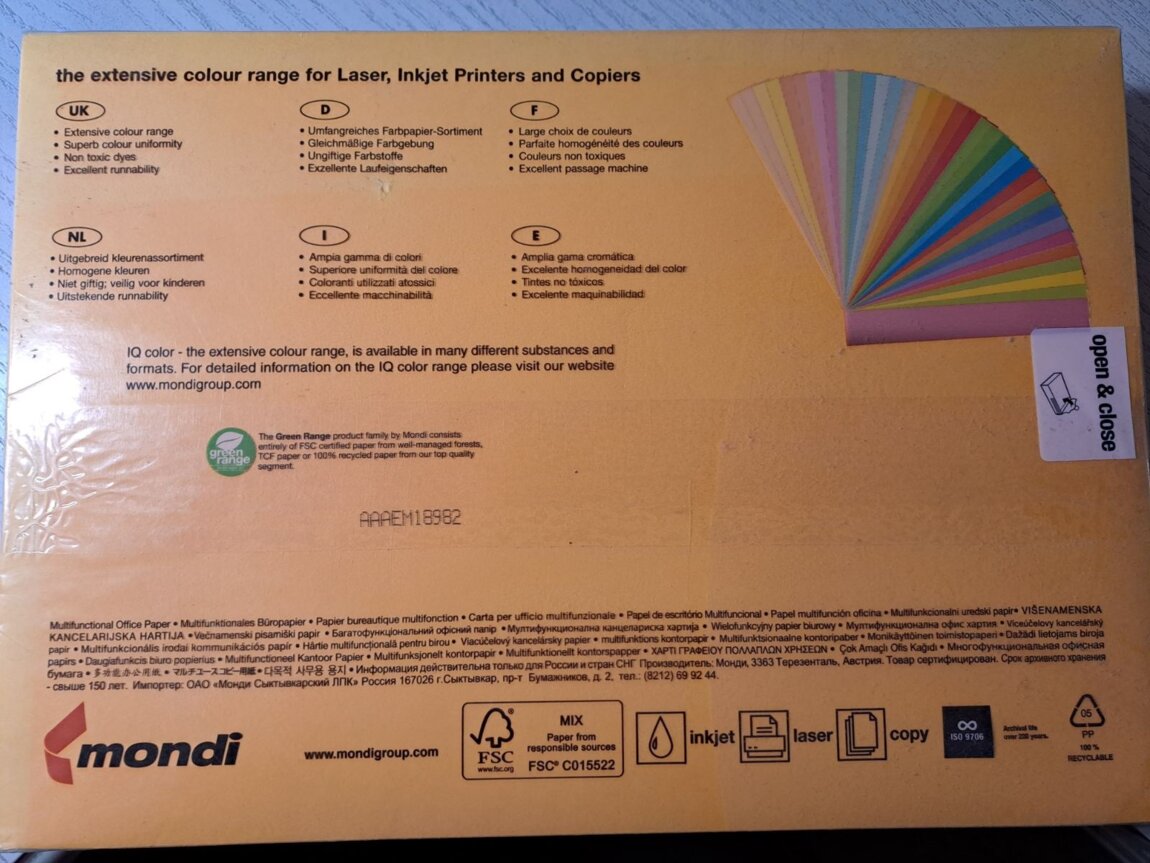 the extensive colour range for Laser, Inkjet Printers and Copiers
UK
• Extensive colour range
• Superb colour uniformity
• Non toxic dyes
• Excellent runnability
D
• Umfangreiches Farbpapier-Sortiment
• Gleichmäßige Farbgebung
• Ungiftige Farbstoffe
• Exzellente Laufeigenschaften
F
• Large choix de couleurs
• Parfaite homogénéité des couleurs
• Couleurs non toxiques
• Excellent passage machine
NL
• Uitgebreid kleurenassortiment
• Homogene kleuren
• Niet giftig; veilig voor kinderen
• Uitstekende runnability
I
• Ampia gamma di colori
• Superiore uniformità del colore
• Coloranti utilizzati atossici
• Eccellente macchinabilità
E
• Amplia gama cromática
• Excelente homogeneidad del color
• Tintes no tóxicos
• Excelente maquinabilidad
open & close
IQ color - the extensive colour range, is available in many different substances and
formats. For detailed information on the IQ color range please visit our website
www.mondigroup.com
green
range
The Green Range product family by Mondi consists
entirely of FSC certified paper from well-managed forests,
TCF paper or 100% recycled paper from our top quality
segment.
AAAEM18982
Multifunctional Office Paper • Multifunktionales Büropapier • Papier bureautique multifonction • Carta per ufficio multifunzionale • Papel de escritório Multifuncional • Papel multifunción oficina • Multifunkcionalni uredski papir • VIŠENAMENSKA
KANCELARIJSKA HARTIJA • Večnamenski pisarniški papir • Багатофункціональний офісний папір • Мултифункционална канцеларска хартија • Wielofunkcyjny papier biurowy • Мултифункционална офис хартия • Viceúčelový kancelářský
papír • Multifunkcionális irodai kommunikációs papír • Hârtie multifuncţională pentru birou • Viacúčelový kancelársky papier • multifunktions kontorpapir • Multifunktsionaalne kontoripaber • Monikäyttöinen toimistopaperi • Dažādi lietojams biroja
papīrs • Daugiafunkcis biuro popierius • Multifunctioneel Kantoor Papier • Multifunksjonelt kontorpapir • Multifunktionellt kontorspapper • ΧΑΡΤΙ ΓΡΑΦΕΙΟΥ ΠΟΛΛΑΠΛΩΝ ΧΡΗΣΕΩΝ • Çok Amaçlı Ofis Kağıdı • Многофункциональная офисная
бумага • 多功能办公用纸 • マルチユースコピー用紙 • 다목적 사무용 용지 • Информация действительна только для России и стран СНГ Производитель: Монди, 3363 Терезенталь, Австрия. Товар сертифицирован. Срок архивного хранения
- свыше 150 лет. Импортер: ОАО «Монди Сыктывкарский ЛПК» Россия 167026 г.Сыктывкар, пр-т Бумажников, д. 2, тел.: (8212) 69 92 44.
mondi
www.mondigroup.com
FSC®
www.fsc.org
MIX
Paper from
responsible sources
FSC® C015522
inkjet
laser
copy
ISO 9706
Archival life
over 200 years.
05
PP
100 %
RECYCLABLE